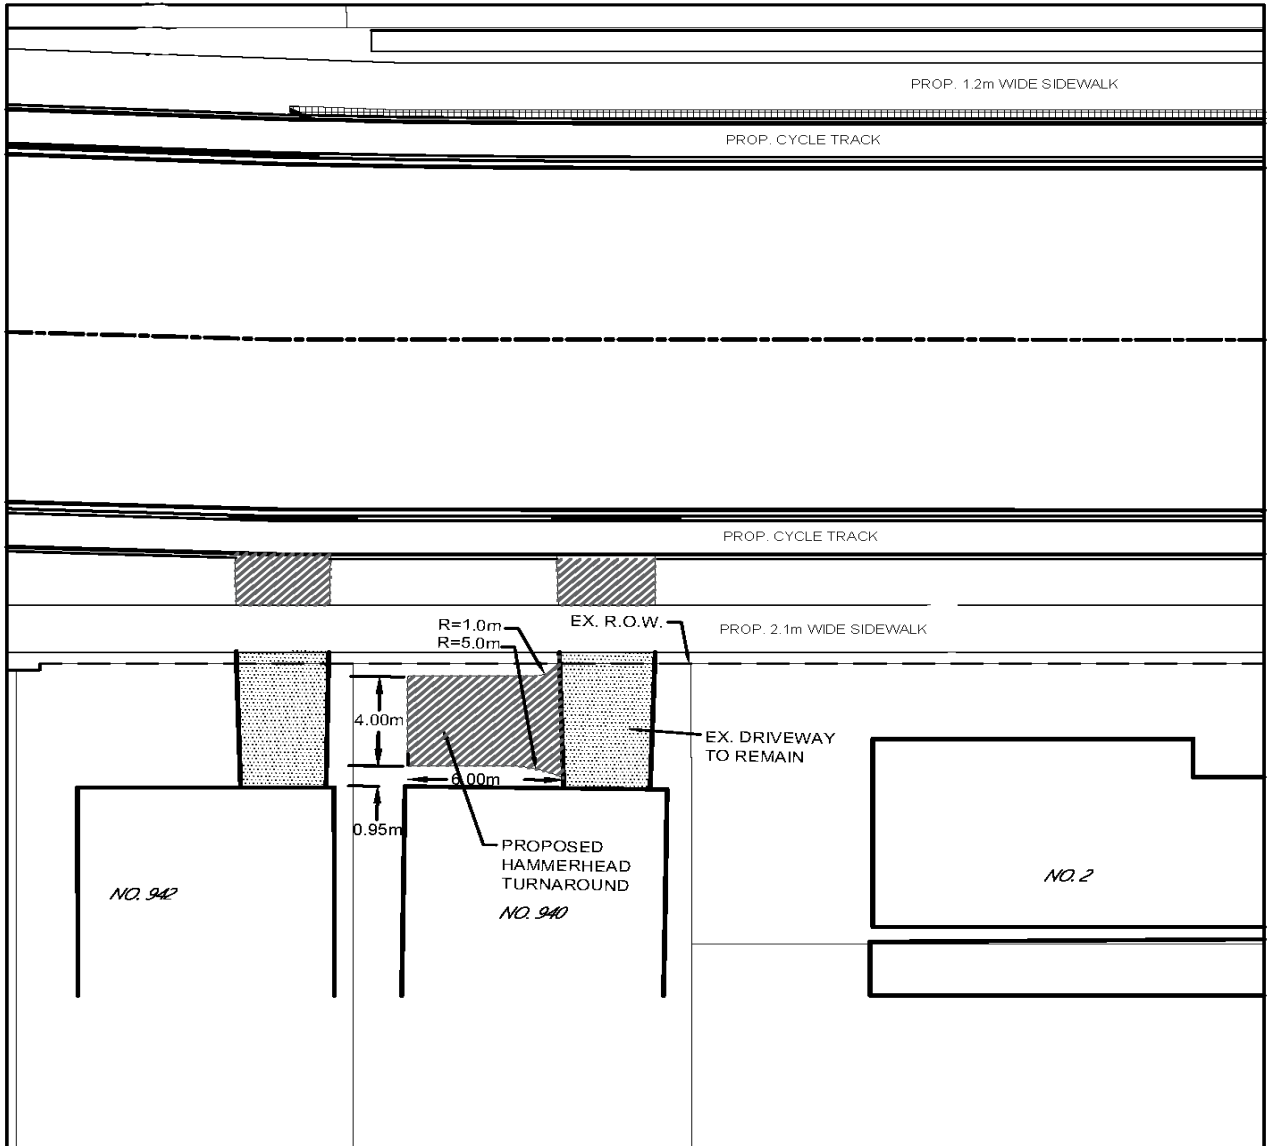 PROP. 1.2m WIDE SIDEWALK
PROP. CYCLE TRACK
PROP. CYCLE TRACK
R=1.0m
R=5.0m
EX. R.O.W.
PROP. 2.1m WIDE SIDEWALK
4.00m
6.00m
0.95m
EX. DRIVEWAY
TO REMAIN
PROPOSED
HAMMERHEAD
TURNAROUND
NO. 942
NO. 940
NO. 2